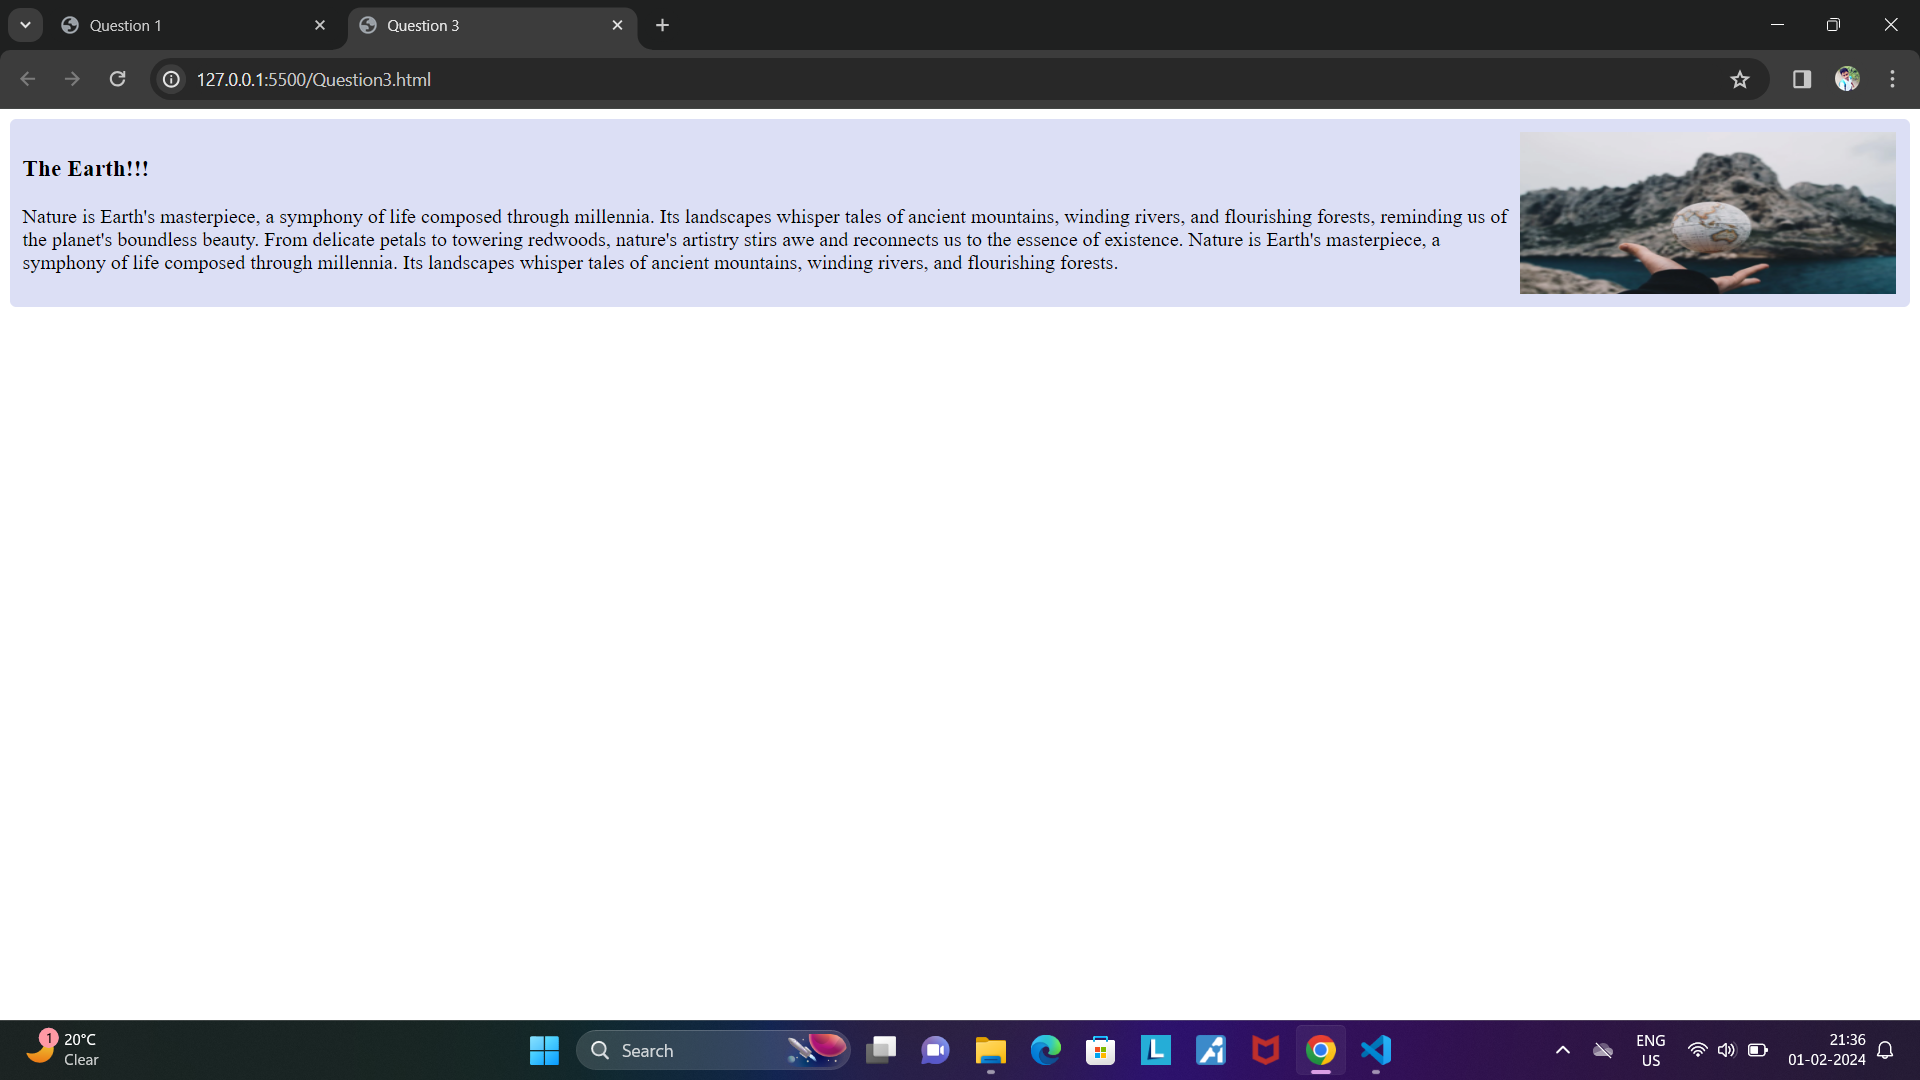 Question 1
Question 3
127.0.0.1:5500/Question3.html
The Earth!!!
Nature is Earth's masterpiece, a symphony of life composed through millennia. Its landscapes whisper tales of ancient mountains, winding rivers, and flourishing forests, reminding us of
the planet's boundless beauty. From delicate petals to towering redwoods, nature's artistry stirs awe and reconnects us to the essence of existence. Nature is Earth's masterpiece, a
symphony of life composed through millennia. Its landscapes whisper tales of ancient mountains, winding rivers, and flourishing forests.
1
20°C
Clear
Search
L
ENG
US
21:36
01-02-2024